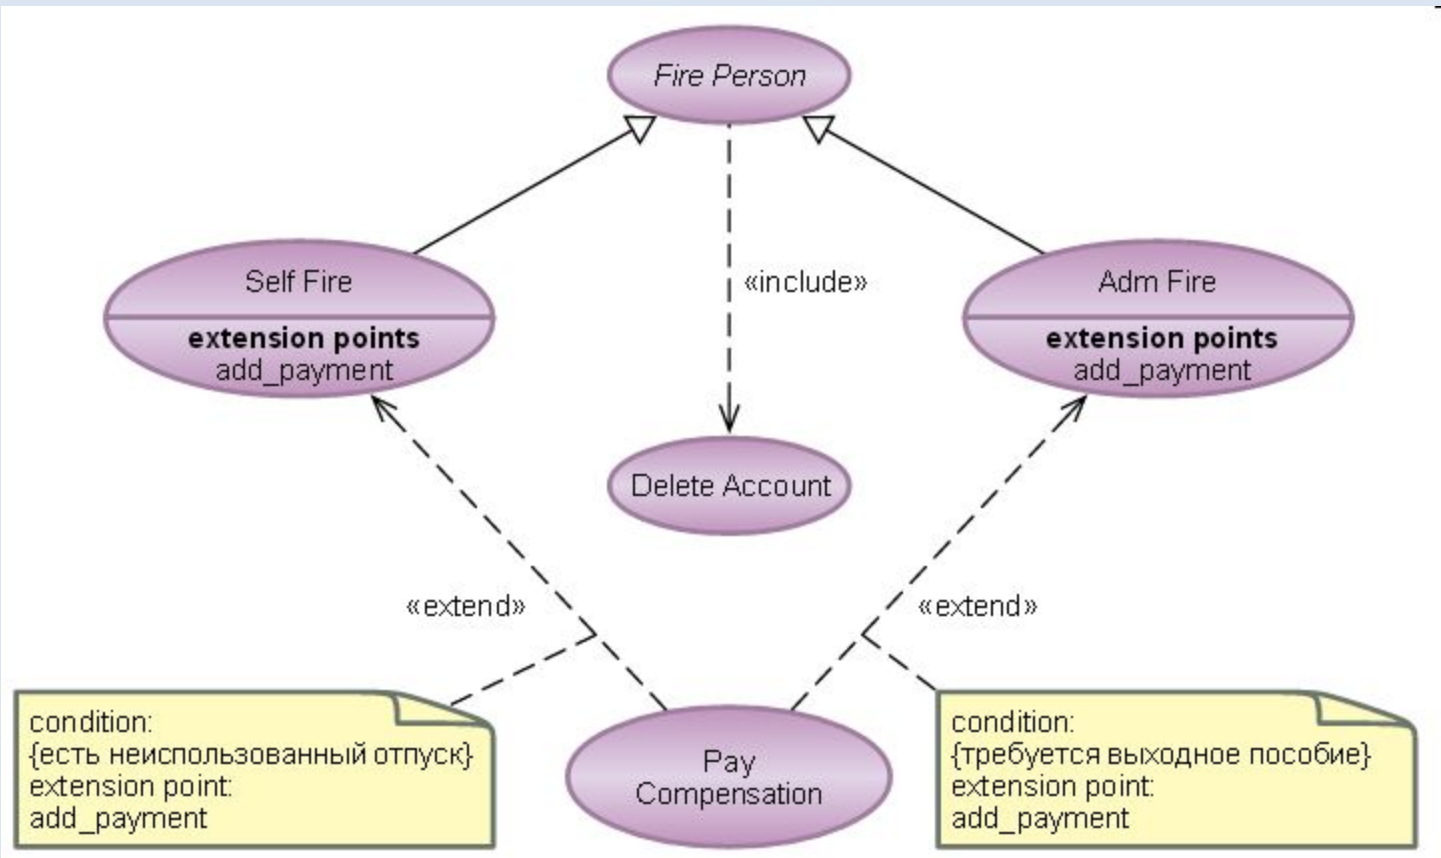 Fire Person
Self Fire
extension points
add_payment
«include»
Adm Fire
extension points
add_payment
Delete Account
«extend»
«extend»
condition:
{есть неиспользованный отпуск}
extension point:
add_payment
Pay
Compensation
condition:
{требуется выходное пособие}
extension point:
add_payment